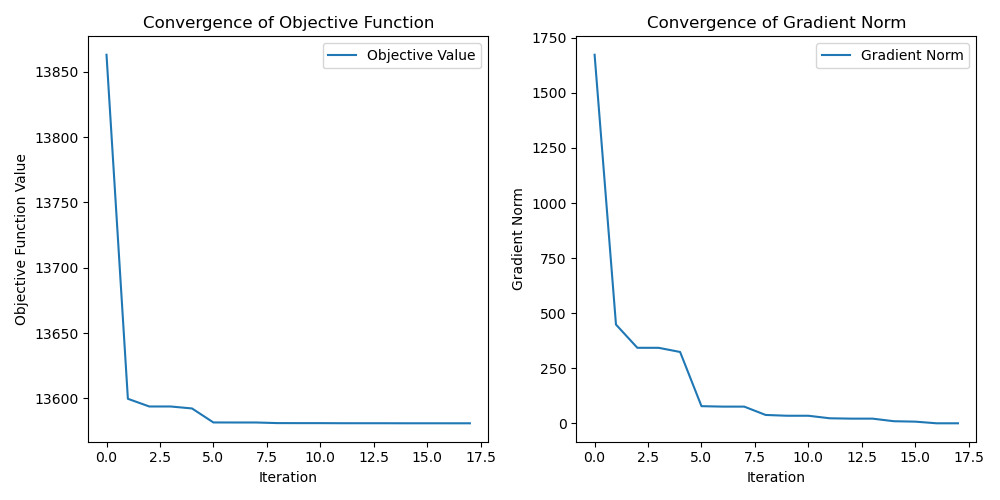 Convergence of Objective Function
Objective Value
13850
13800
13750
13700
13650
13600
Objective Function Value
0.0 2.5 5.0 7.5 10.0 12.5 15.0 17.5
Iteration
Convergence of Gradient Norm
Gradient Norm
1750
1500
1250
1000
750
500
250
0
Gradient Norm
0.0 2.5 5.0 7.5 10.0 12.5 15.0 17.5
Iteration